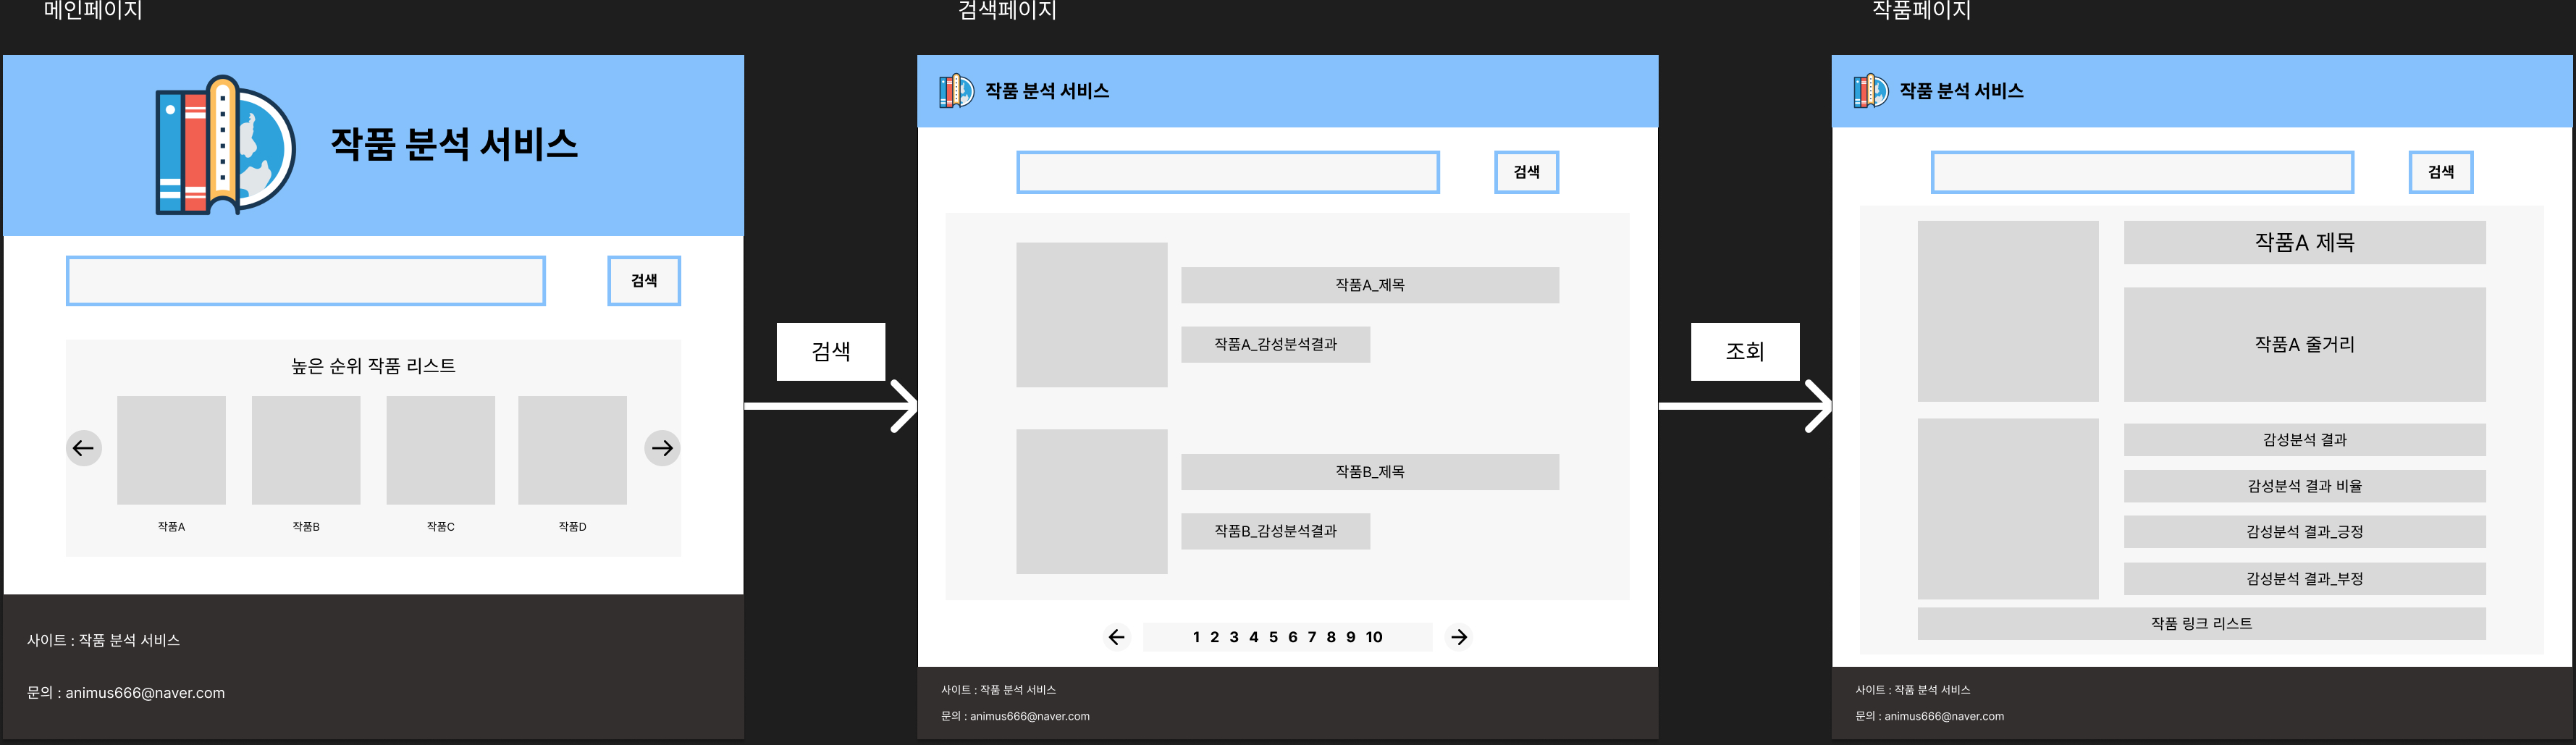 메인페이지
작품 분석 서비스
검색
높은 순위 작품 리스트
작품A
작품B
작품C
작품D
사이트 : 작품 분석 서비스
문의 : animus666@naver.com
검색
검색페이지
작품 분석 서비스
검색
작품A_제목
작품A_감성분석결과
작품B_제목
작품B_감성분석결과
1 2 3 4 5 6 7 8 9 10
사이트 : 작품 분석 서비스
문의 : animus666@naver.com
조회
작품페이지
작품 분석 서비스
검색
작품A 제목
작품A 줄거리
감성분석 결과
감성분석 결과 비율
감성분석 결과_긍정
감성분석 결과_부정
작품 링크 리스트
사이트 : 작품 분석 서비스
문의 : animus666@naver.com